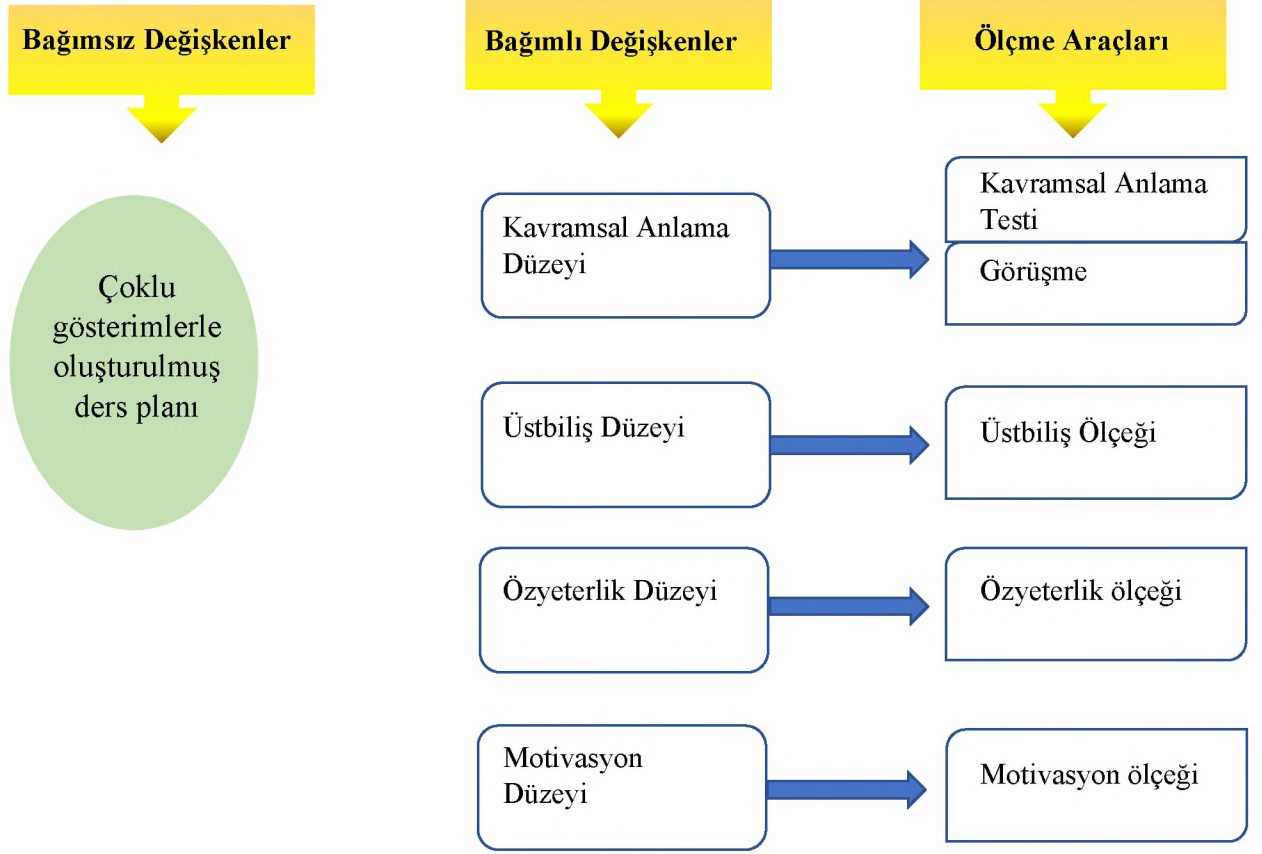 Bağımsız Değişkenler
Bağımlı Değişkenler
Ölçme Araçları
Çoklu
gösterimlerle
oluşturulmuş
ders planı
Kavramsal Anlama
Düzeyi
Kavramsal Anlama
Testi
Görüşme
Üstbiliş Düzeyi
Üstbiliş Ölçeği
Özyeterlik Düzeyi
Özyeterlik ölçeği
Motivasyon
Düzeyi
Motivasyon ölçeği